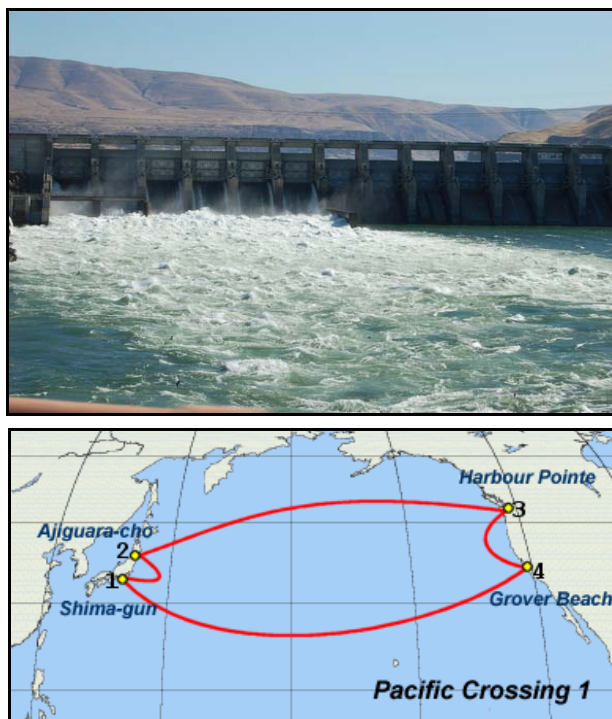 Harbour Pointe
3
Ajiguara-cho
2
4
1
Grover Beach
Shima-gun
Pacific Crossing 1